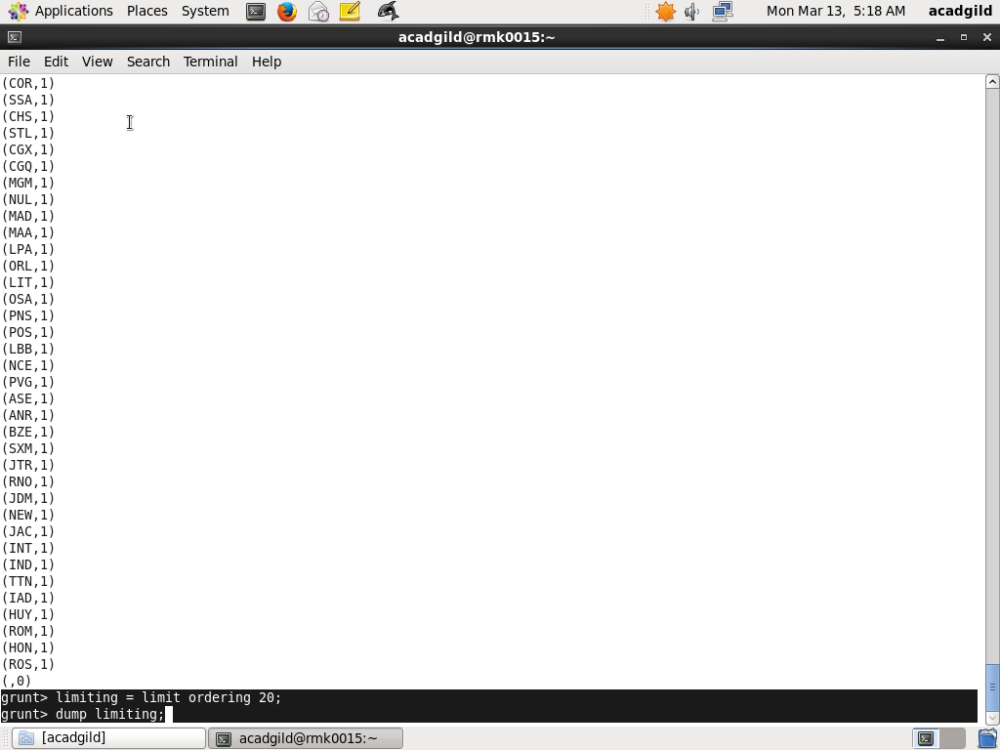 Applications Places System Mon Mar 13, 5:18 AM acadgild
acadgild@rmk0015:~
File Edit View Search Terminal Help
(COR,1)
(SSA,1)
(CHS,1)
(STL,1)
(CGX,1)
(CGQ,1)
(MGM,1)
(NUL,1)
(MAD,1)
(MAA,1)
(LPA,1)
(ORL,1)
(LIT,1)
(OSA,1)
(PNS,1)
(POS,1)
(LBB,1)
(NCE,1)
(PVG,1)
(ASE,1)
(ANR,1)
(BZE,1)
(SXM,1)
(JTR,1)
(RNO,1)
(JDM,1)
(NEW,1)
(JAC,1)
(INT,1)
(IND,1)
(TTN,1)
(IAD,1)
(HUY,1)
(ROM,1)
(HON,1)
(ROS,1)
(,0)
grunt> limiting = limit ordering 20;
grunt> dump limiting;
[acadgild] acadgild@rmk0015:~